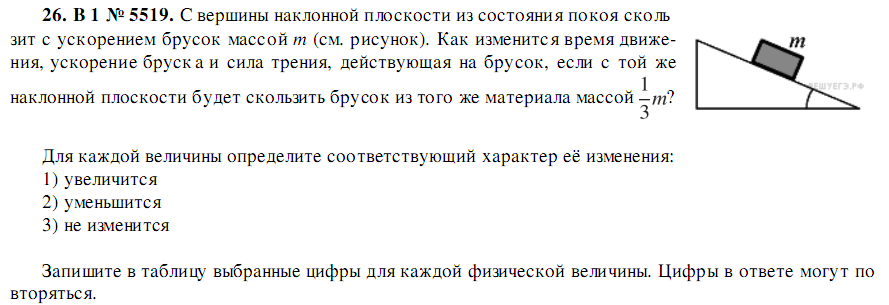 26. В 1 № 5519. С вершины наклонной плоскости из состояния покоя сколь
зит с ускорением брусок массой m (см. рисунок). Как изменится время движе-
ния, ускорение бруска и сила трения, действующая на брусок, если с той же
наклонной плоскости будет скользить брусок из того же материала массой 1/3 m?
m
РЕШУЕГЭ.РФ
Для каждой величины определите соответствующий характер её изменения:
1) увеличится
2) уменьшится
3) не изменится
Запишите в таблицу выбранные цифры для каждой физической величины. Цифры в ответе могут по
вторяться.